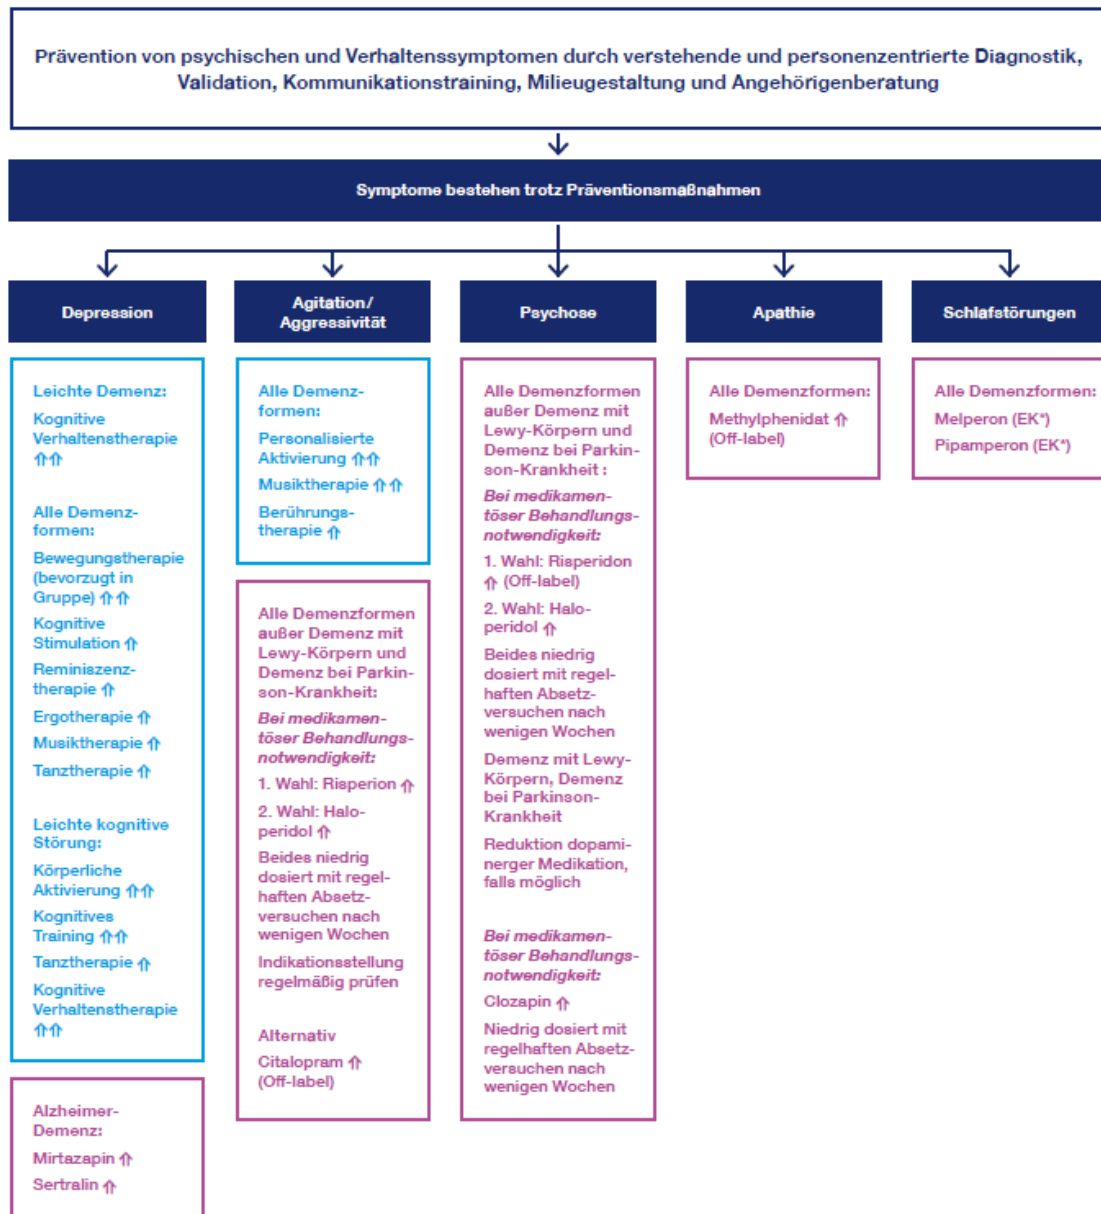 Prävention von psychischen und Verhaltenssymptomen durch verstehende und personenzentrierte Diagnostik,
Validation, Kommunikationstraining, Milieugestaltung und Angehörigenberatung
Symptome bestehen trotz Präventionsmaßnahmen
Depression
Leichte Demenz:
Kognitive
Verhaltenstherapie
⇑⇑
Alle Demenz-
formen:
Bewegungstherapie
(bevorzugt in
Gruppe) ⇑⇑
Kognitive
Stimulation ⇑
Reminiszenz-
therapie ⇑
Ergotherapie ⇑
Musiktherapie ⇑
Tanztherapie ⇑
Leichte kognitive
Störung:
Körperliche
Aktivierung ⇑⇑
Kognitives
Training ⇑⇑
Tanztherapie ⇑
Kognitive
Verhaltenstherapie
⇑⇑
Alzheimer-
Demenz:
Mirtazapin ⇑
Sertralin ⇑
Agitation/
Aggressivität
Alle Demenz-
formen:
Personalisierte
Aktivierung ⇑⇑
Musiktherapie ⇑⇑
Berührungs-
therapie ⇑
Alle Demenzformen
außer Demenz mit
Lewy-Körpern und
Demenz bei Parkin-
son-Krankheit:
Bei medikamen-
töser Behandlungs-
notwendigkeit:
1. Wahl: Risperion ⇑
2. Wahl: Halo-
peridol ⇑
Beides niedrig
dosiert mit regel-
haften Absetz-
versuchen nach
wenigen Wochen
Indikationsstellung
regelmäßig prüfen
Alternativ
Citalopram ⇑
(Off-label)
Psychose
Alle Demenzformen
außer Demenz mit
Lewy-Körpern und
Demenz bei Parkin-
son-Krankheit :
Bei medikamen-
töser Behandlungs-
notwendigkeit:
1. Wahl: Risperidon
⇑ (Off-label)
2. Wahl: Halo-
peridol ⇑
Beides niedrig
dosiert mit regel-
haften Absetz-
versuchen nach
wenigen Wochen
Demenz mit Lewy-
Körpern, Demenz
bei Parkinson-
Krankheit
Reduktion dopami-
nerger Medikation,
falls möglich
Bei medikamen-
töser Behandlungs-
notwendigkeit:
Clozapin ⇑
Niedrig dosiert mit
regelhaften Absetz-
versuchen nach
wenigen Wochen
Apathie
Alle Demenzformen:
Methylphenidat ⇑
(Off-label)
Schlafstörungen
Alle Demenzformen:
Melperon (EK*)
Pipamperon (EK*)